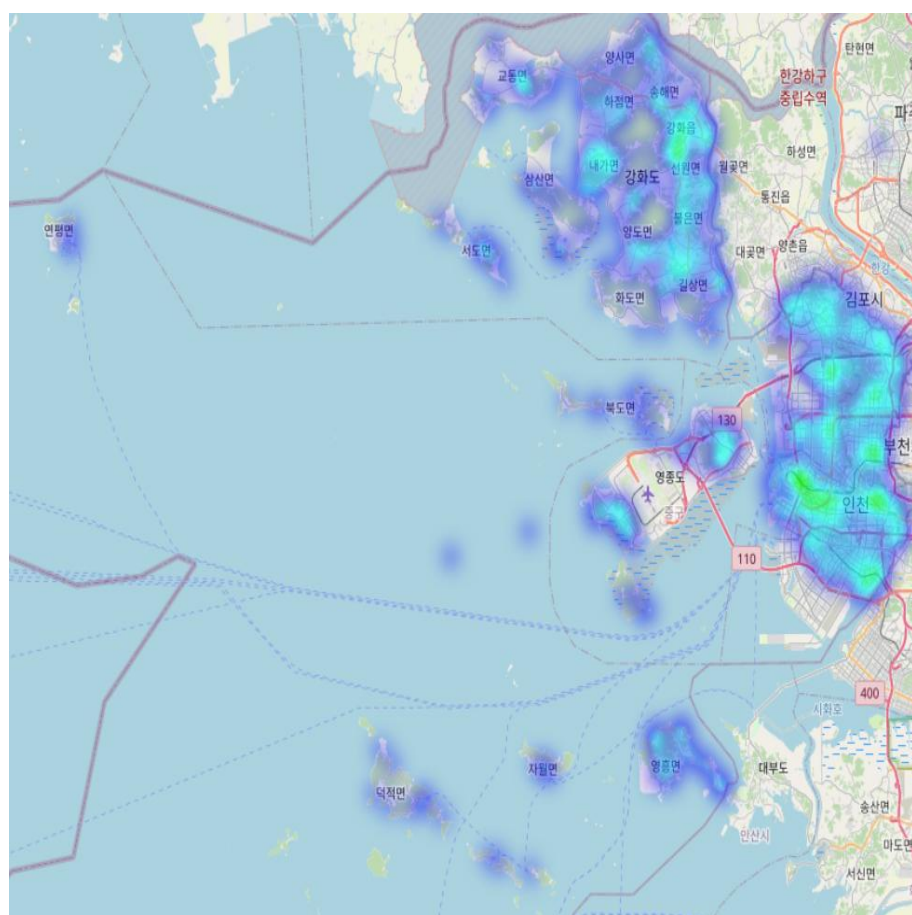 탄현면
양사면
교동면
한강하구
중립수역
파주
하점면
송해면
강화읍
하성면
내가면
선원면
월곶면
강화도
삼산면
통진읍
불은면
연평면
서도면
양도면
대곶면
양촌읍
한강
길상면
화도면
김포시
북도면
130
부천
영종도
인천
중구
110
400
시화호
자월면
영흥면
대부도
덕적면
송산면
안산시
마도면
서신면